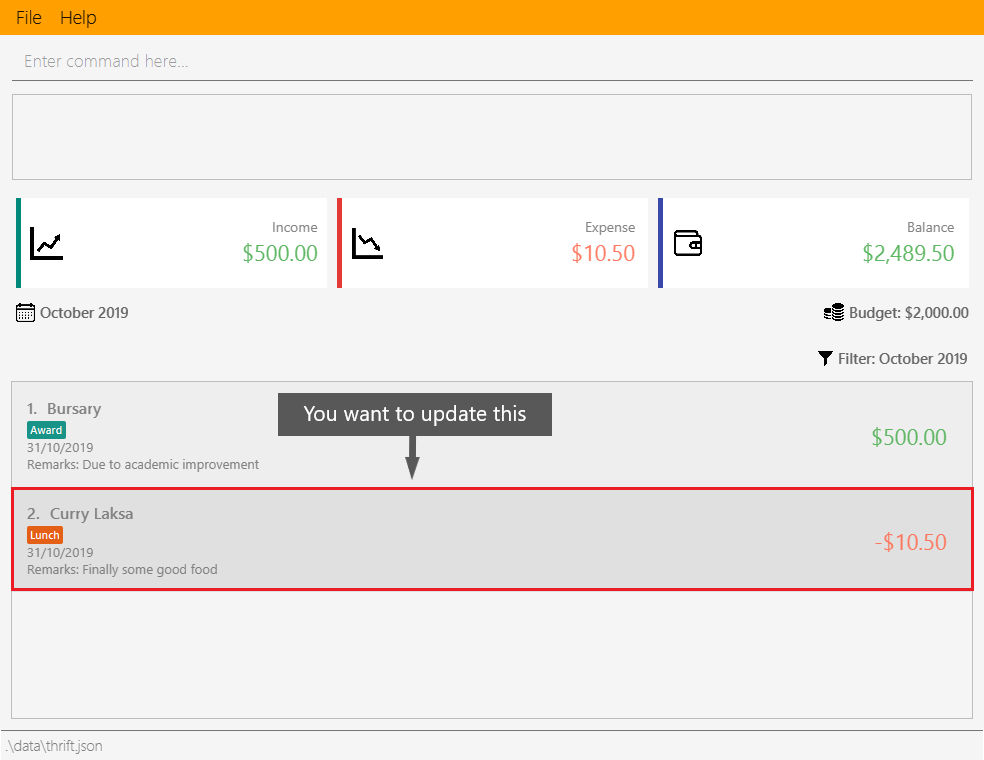 File Help
Enter command here...
Income
$500.00
Expense
$10.50
Balance
$2,489.50
October 2019
Budget: $2,000.00
Filter: October 2019
1. Bursary
Award
31/10/2019
Remarks: Due to academic improvement
$500.00
You want to update this
2. Curry Laksa
Lunch
31/10/2019
Remarks: Finally some good food
-$10.50
.\data\thrift.json